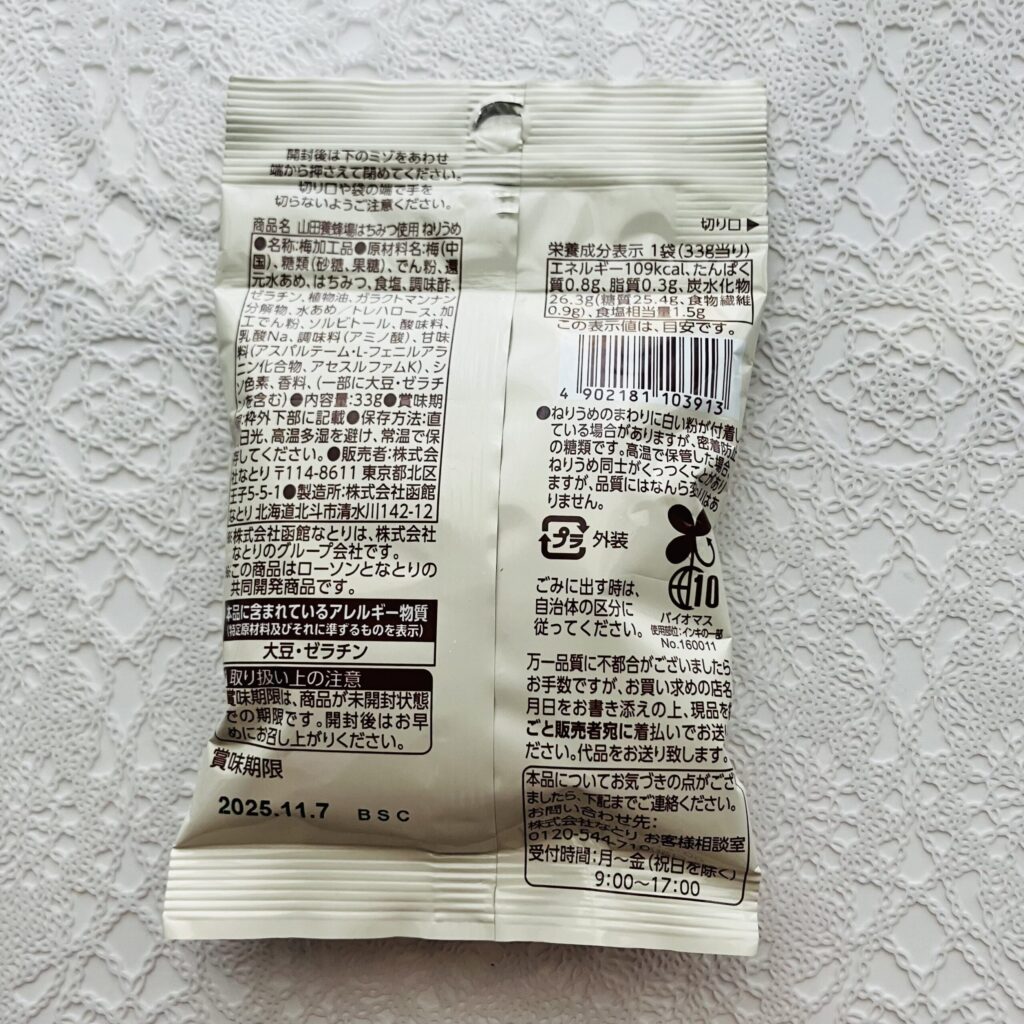 開封後は下のミゾをあわせ
端から押さえて閉めてください。
切り口や袋の端で手を
切らないようご注意ください。
商品名 山田養蜂場はちみつ使用 ねりうめ
●名称:梅加工品●原材料名:梅(中
国)、糖類(砂糖、果糖)、でん粉、還
元水あめ、はちみつ、食塩、調味酢、
ゼラチン、植物油、ガラクトマンナン
分解物、水あめ/トレハロース、加
工でん粉、ソルビトール、酸味料、
乳酸Na、調味料(アミノ酸)、甘味
料(アスパルテーム・L-フェニルアラ
ニン化合物、アセスルファムK)、シ
ソ色素、香料、(一部に大豆・ゼラチ
ンを含む)●内容量:33g●賞味期
:枠外下部に記載●保存方法:直
日光、高温多湿を避け、常温で保
してください。●販売者:株式会
社なとり 〒114-8611 東京都北区
王子5-5-1●製造所:株式会社函館
なとり 北海道北斗市清水川142-12
株式会社函館なとりは、株式会社
なとりのグループ会社です。
この商品はローソンとなとりの
共同開発商品です。
本品に含まれているアレルギー物質
(特定原材料及びそれに準ずるものを表示)
大豆・ゼラチン
取り扱い上の注意
賞味期限は、商品が未開封状態
での期限です。開封後はお早
めにお召し上がりください。
賞味期限
2025.11.7 BSC
切り口▶
栄養成分表示 1袋(33g当り)
エネルギー109kcal、たんぱく
質0.8g、脂質0.3g、炭水化物
26.3g(糖質25.4g、食物繊維
0.9g)、食塩相当量1.5g
この表示値は、目安です。
4 902181 103913
●ねりうめのまわりに白い粉が付着し
ている場合がありますが、密着防止
の糖類です。高温で保管した場合、
ねりうめ同士がくっつくことがあり
ますが、品質にはなんら変りはあ
りません。
プラ 外装
ごみに出す時は、
自治体の区分に
従ってください。
10
バイオマス
使用部位:インキの一部
No.160011
万一品質に不都合がございましたら
お手数ですが、お買い求めの店名
月日をお書き添えの上、現品を
ごと販売者宛に着払いでお送
ださい。代品をお送り致します。
本品についてお気づきの点がござ
ましたら、下記までご連絡ください。
お問い合わせ先:
株式会社なとり お客様相談室
0120-544-
受付時間:月～金(祝日を除く)
9:00～17:00